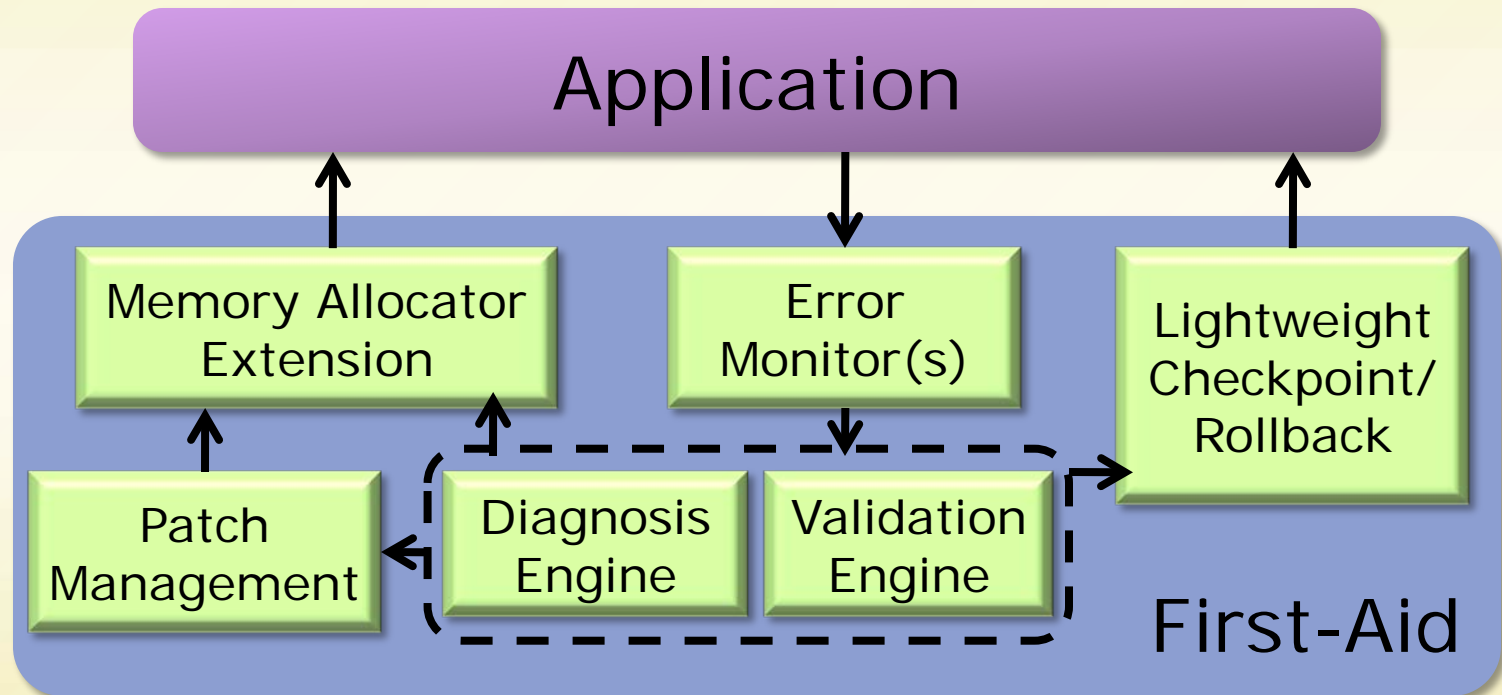 Application
Memory Allocator
Extension
Error
Monitor(s)
Lightweight
Checkpoint/
Rollback
Patch
Management
Diagnosis
Engine
Validation
Engine
First-Aid